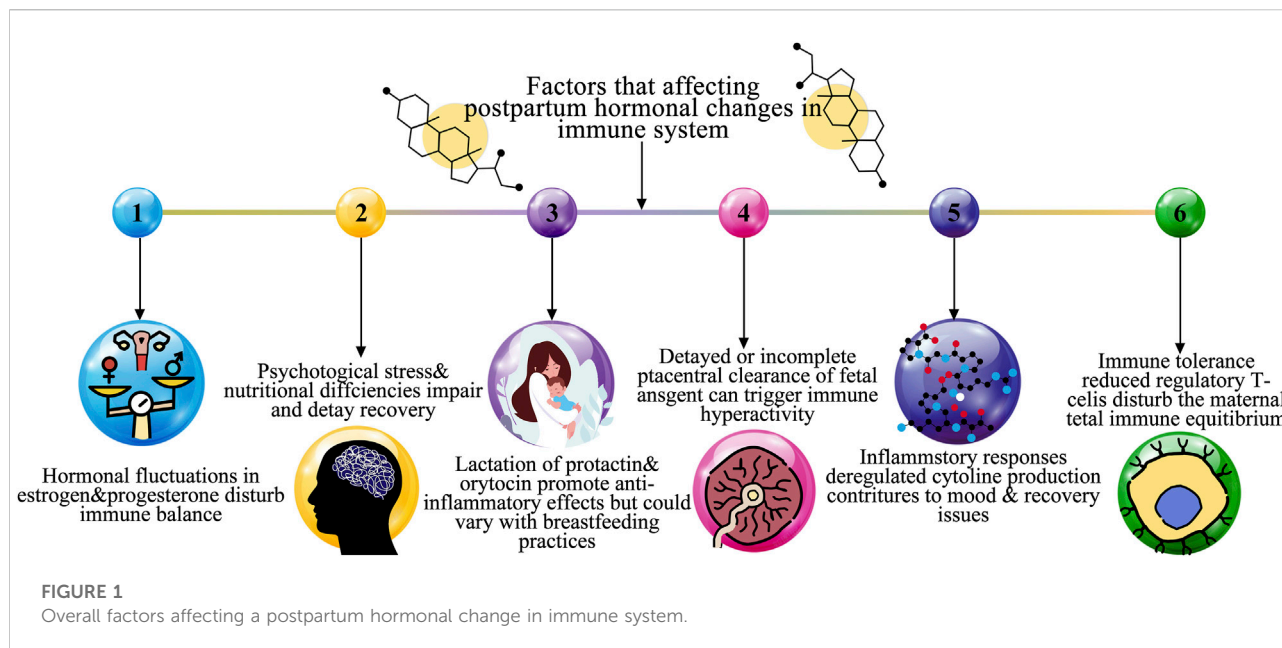 Factors that affecting
postpartum hormonal changes in
immune system
1
2
3
4
5
6
Hormonal fluctuations in
estrogen&progesterone disturb
immune balance
Psychotogical stress&
nutritional diffciencies impair
and detay recovery
Lactation of protactin&
orytocin promote anti-
inflammatory effects but could
vary with breastfeeding
practices
Detayed or incomplete
ptacentral clearance of fetal
ansgent can trigger immune
hyperactivity
Inflammstory responses
deregulated cytoline production
contritures to mood & recovery
issues
Immune tolerance
reduced regulatory T-
celis disturb the maternal
tetal immune equitibrium
FIGURE 1
Overall factors affecting a postpartum hormonal change in immune system.